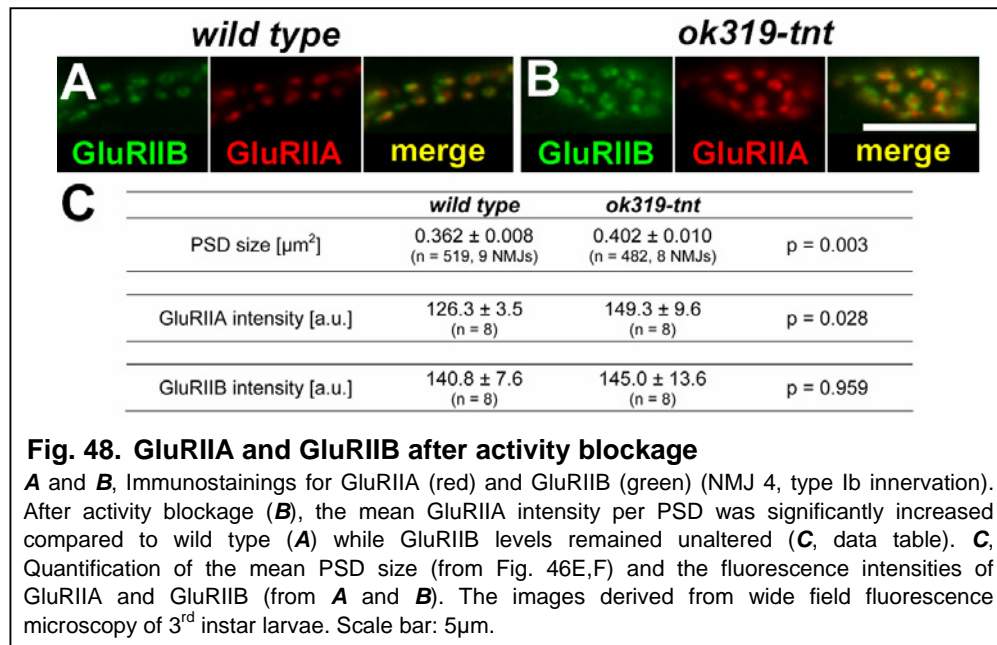 wild type ok319-tnt
A B
GluRIIB GluRIIA merge GluRIIB GluRIIA merge
C
wild type ok319-tnt
PSD size [µm²] 0.362 ± 0.008 0.402 ± 0.010 p = 0.003
(n = 519, 9 NMJs) (n = 482, 8 NMJs)
GluRIIA intensity [a.u.] 126.3 ± 3.5 149.3 ± 9.6 p = 0.028
(n = 8) (n = 8)
GluRIIB intensity [a.u.] 140.8 ± 7.6 145.0 ± 13.6 p = 0.959
(n = 8) (n = 8)
Fig. 48. GluRIIA and GluRIIB after activity blockage
A and B, Immunostainings for GluRIIA (red) and GluRIIB (green) (NMJ 4, type Ib innervation).
After activity blockage (B), the mean GluRIIA intensity per PSD was significantly increased
compared to wild type (A) while GluRIIB levels remained unaltered (C, data table). C,
Quantification of the mean PSD size (from Fig. 46E,F) and the fluorescence intensities of
GluRIIA and GluRIIB (from A and B). The images derived from wide field fluorescence
microscopy of 3rd instar larvae. Scale bar: 5µm.